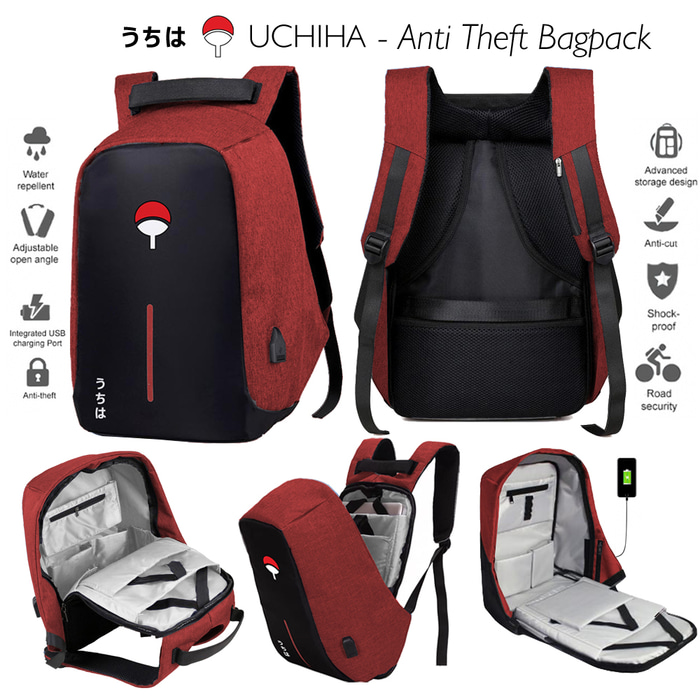 うちは UCHIHA - Anti Theft Bagpack
Water
repellent
Adjustable
open angle
Integrated USB
charging Port
Anti-theft
Advanced
storage design
Anti-cut
Shock-
proof
Road
security
うちは